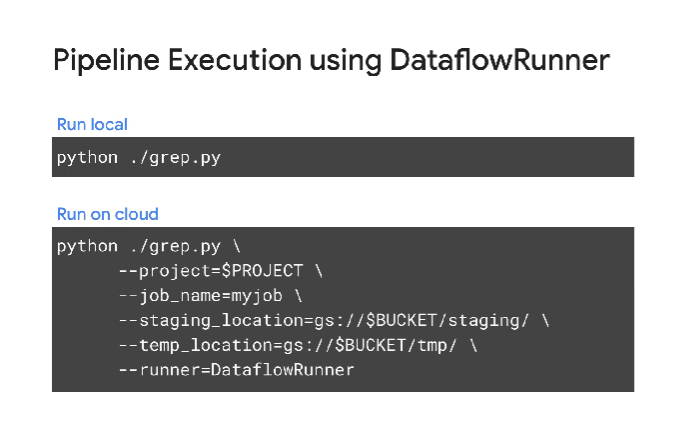 Pipeline Execution using DataflowRunner
Run local
python ./grep.py
Run on cloud
python ./grep.py \
--project=$PROJECT \
--job_name=myjob \
--staging_location=gs://$BUCKET/staging/ \
--temp_location=gs://$BUCKET/tmp/ \
--runner=DataflowRunner